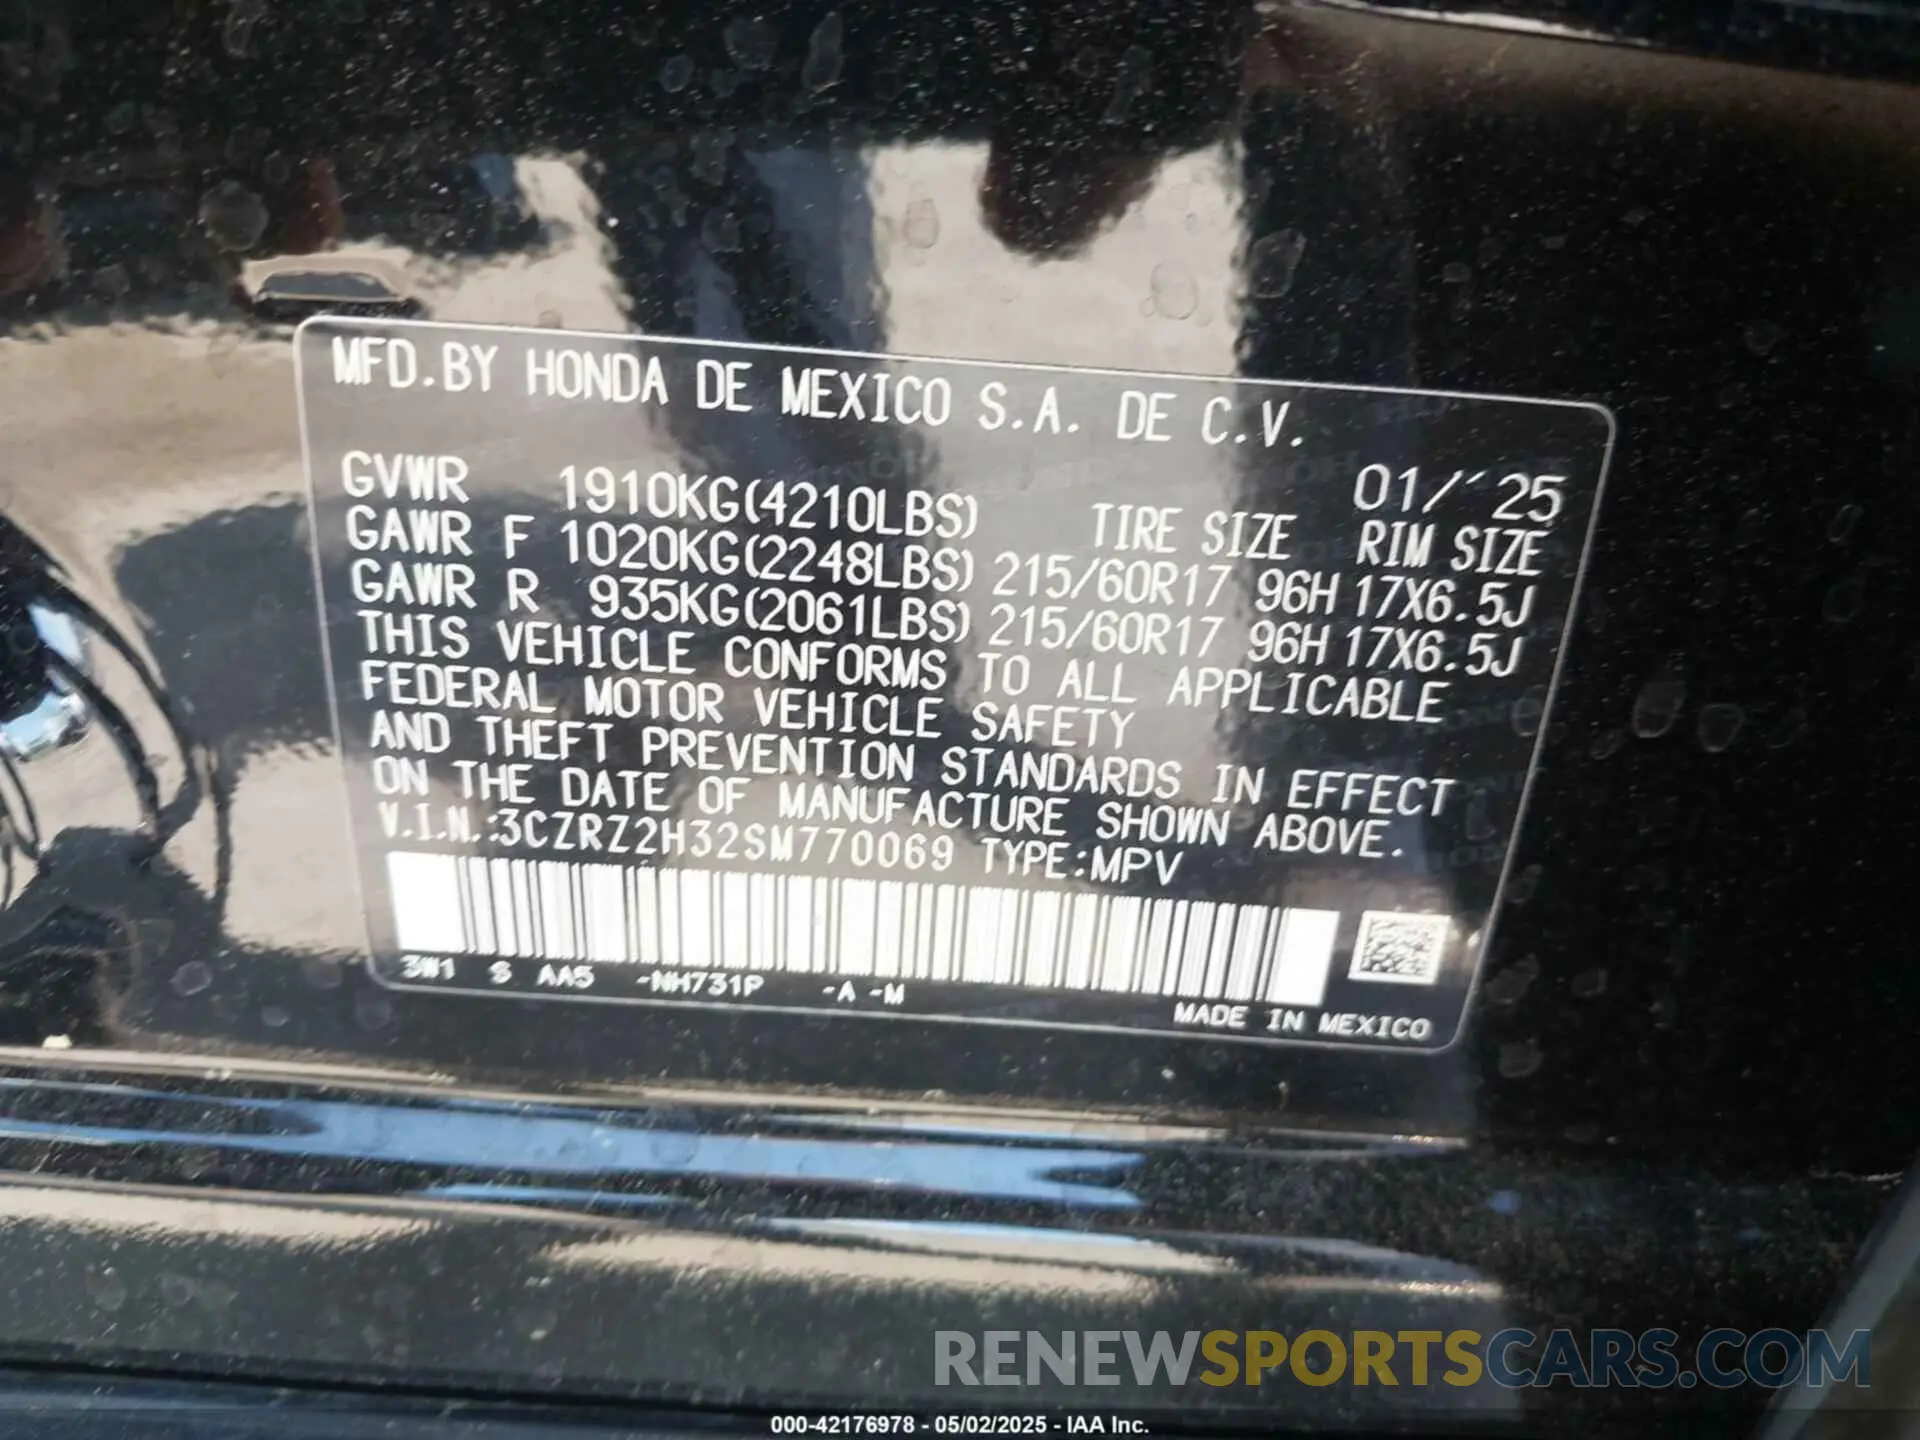 MFD.BY HONDA DE MEXICO S.A. DE C.V.
01/´25
GVWR 1910KG(4210LBS) TIRE SIZE RIM SIZE
GAWR F 1020KG(2248LBS) 215/60R17 96H 17X6.5J
GAWR R 935KG(2061LBS) 215/60R17 96H 17X6.5J
THIS VEHICLE CONFORMS TO ALL APPLICABLE
FEDERAL MOTOR VEHICLE SAFETY
AND THEFT PREVENTION STANDARDS IN EFFECT
ON THE DATE OF MANUFACTURE SHOWN ABOVE.
V.I.N.:3CZRZ2H32SM770069 TYPE:MPV
3W1 S AA5 -NH731P -A -M
MADE IN MEXICO
RENEWSPORTSCARS.COM
000-42176978 - 05/02/2025 - IAA Inc.